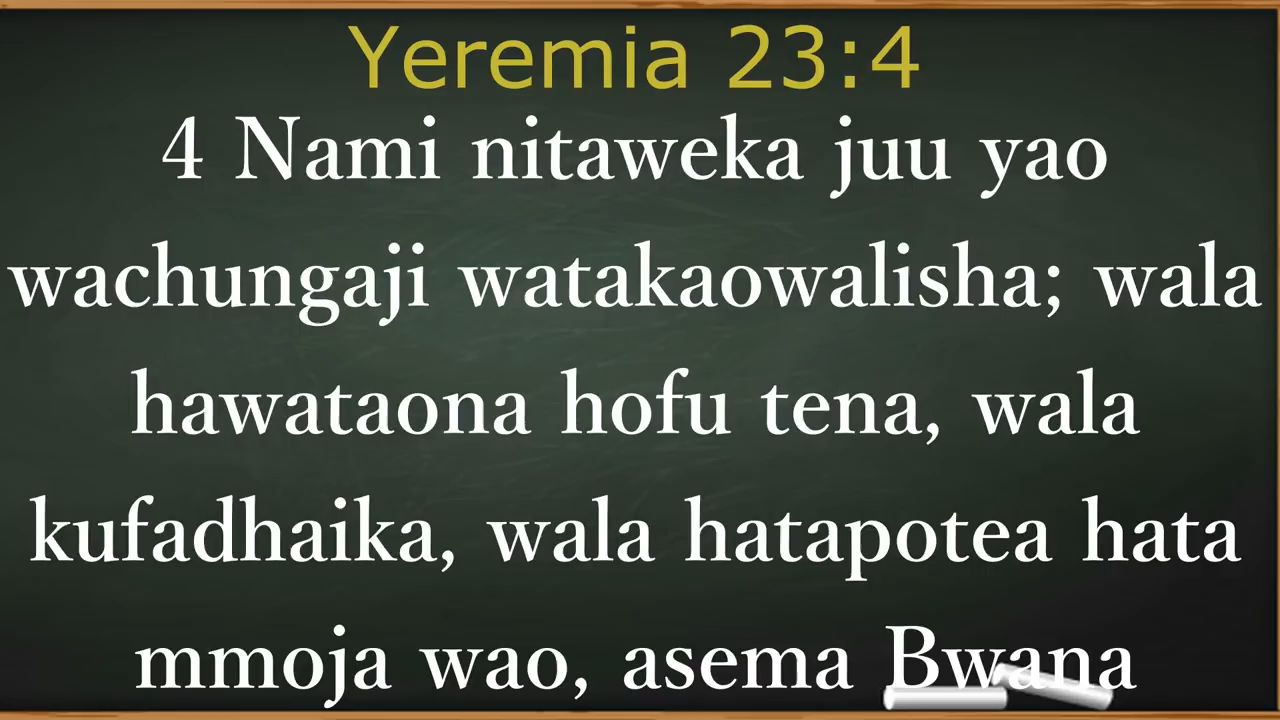 Yeremia 23:4
4 Nami nitaweka juu yao
wachungaji watakaowalisha; wala
hawataona hofu tena, wala
kufadhaika, wala hatapotea hata
mmoja wao, asema Bwana